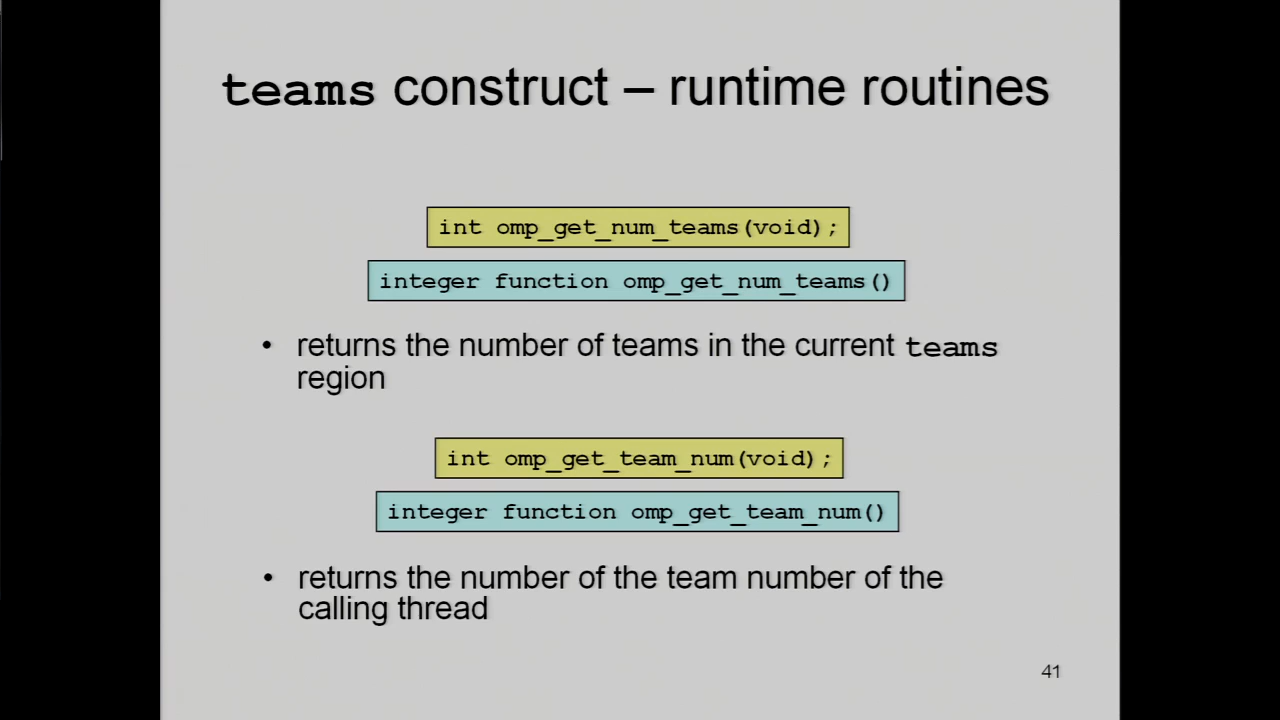 teams construct – runtime routines
int omp_get_num_teams(void);
integer function omp_get_num_teams()
• returns the number of teams in the current teams
region
int omp_get_team_num(void);
integer function omp_get_team_num()
• returns the number of the team number of the
calling thread
41